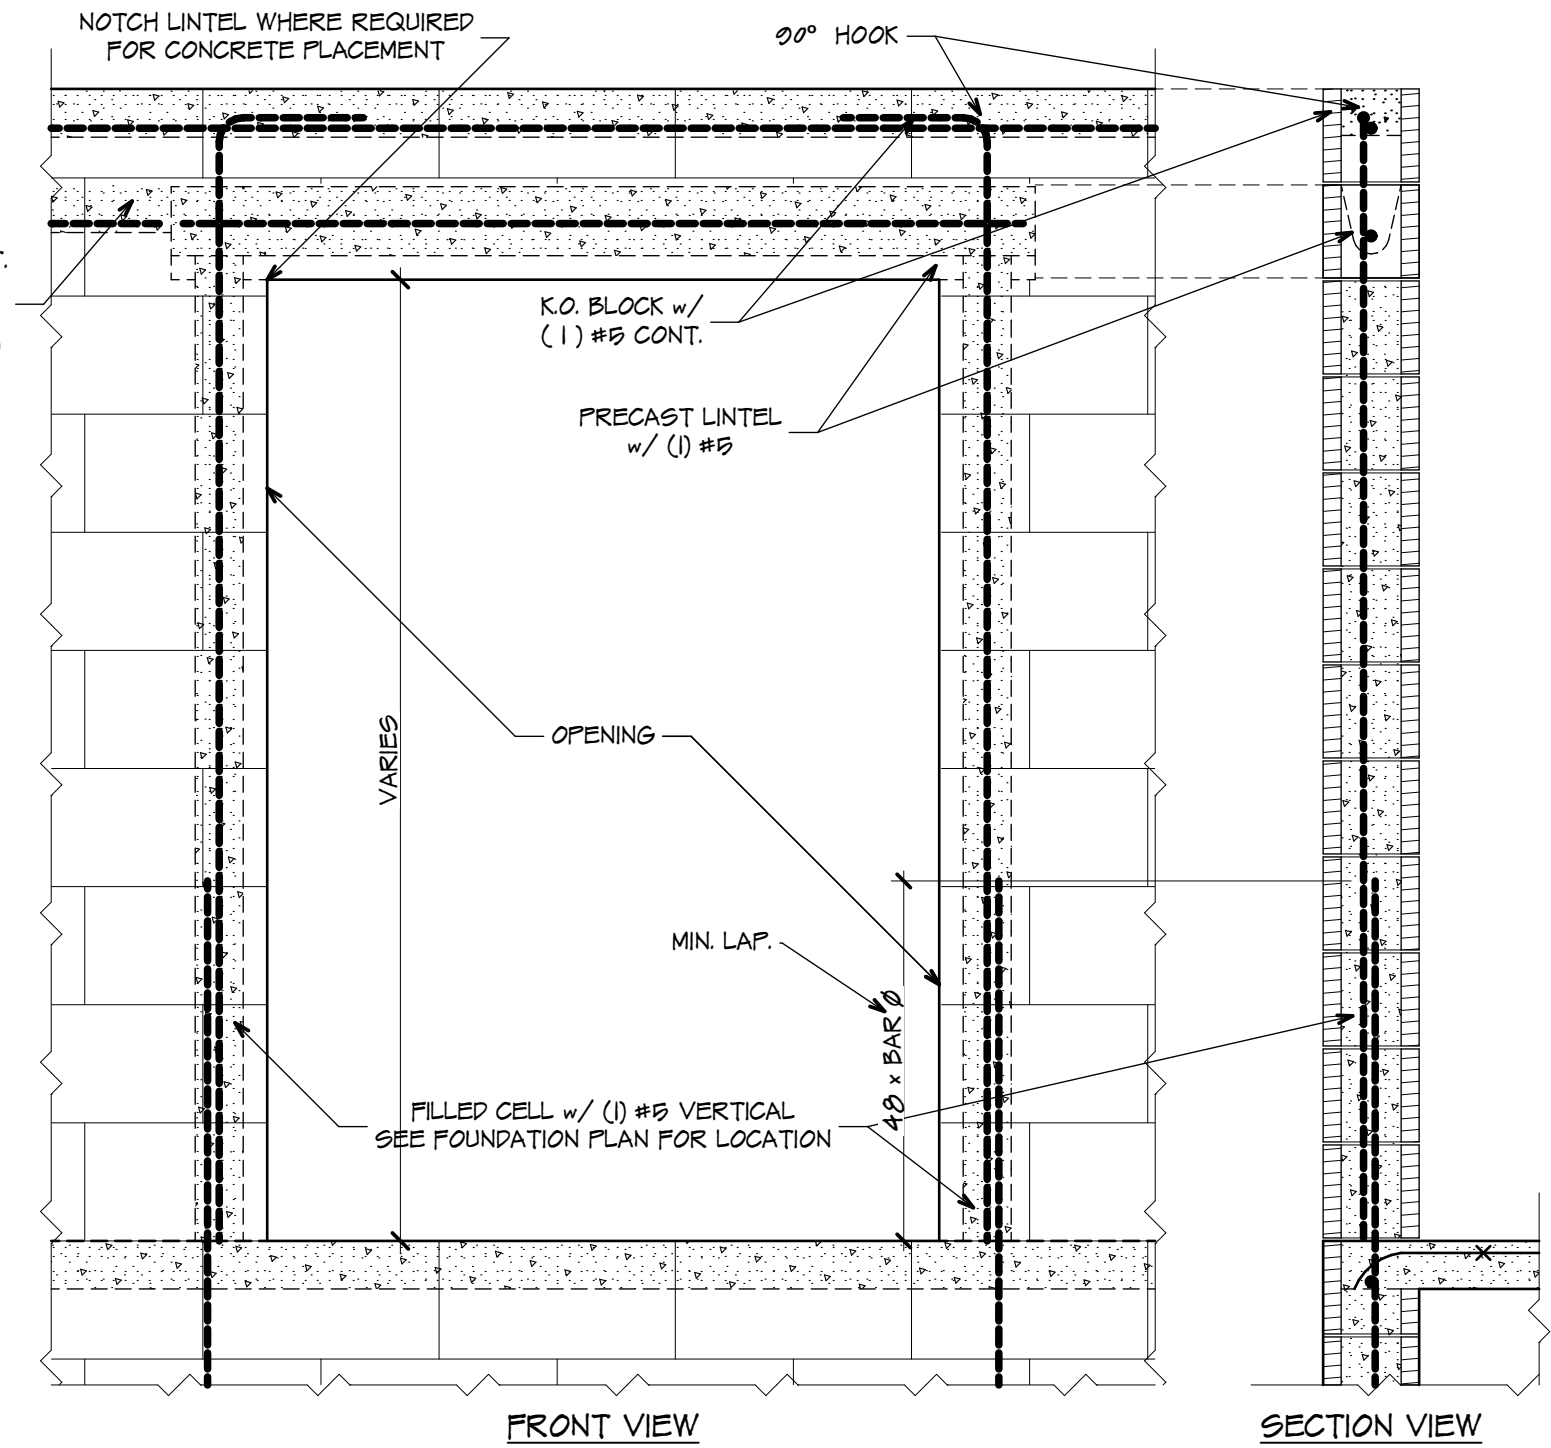 NOTCH LINTEL WHERE REQUIRED
FOR CONCRETE PLACEMENT
90° HOOK
K.O. BLOCK w/
(1) #5 CONT.
PRECAST LINTEL
w/ (1) #5
VARIES
OPENING
MIN. LAP.
48 x BAR Ø
FILLED CELL w/ (1) #5 VERTICAL
SEE FOUNDATION PLAN FOR LOCATION
FRONT VIEW
SECTION VIEW